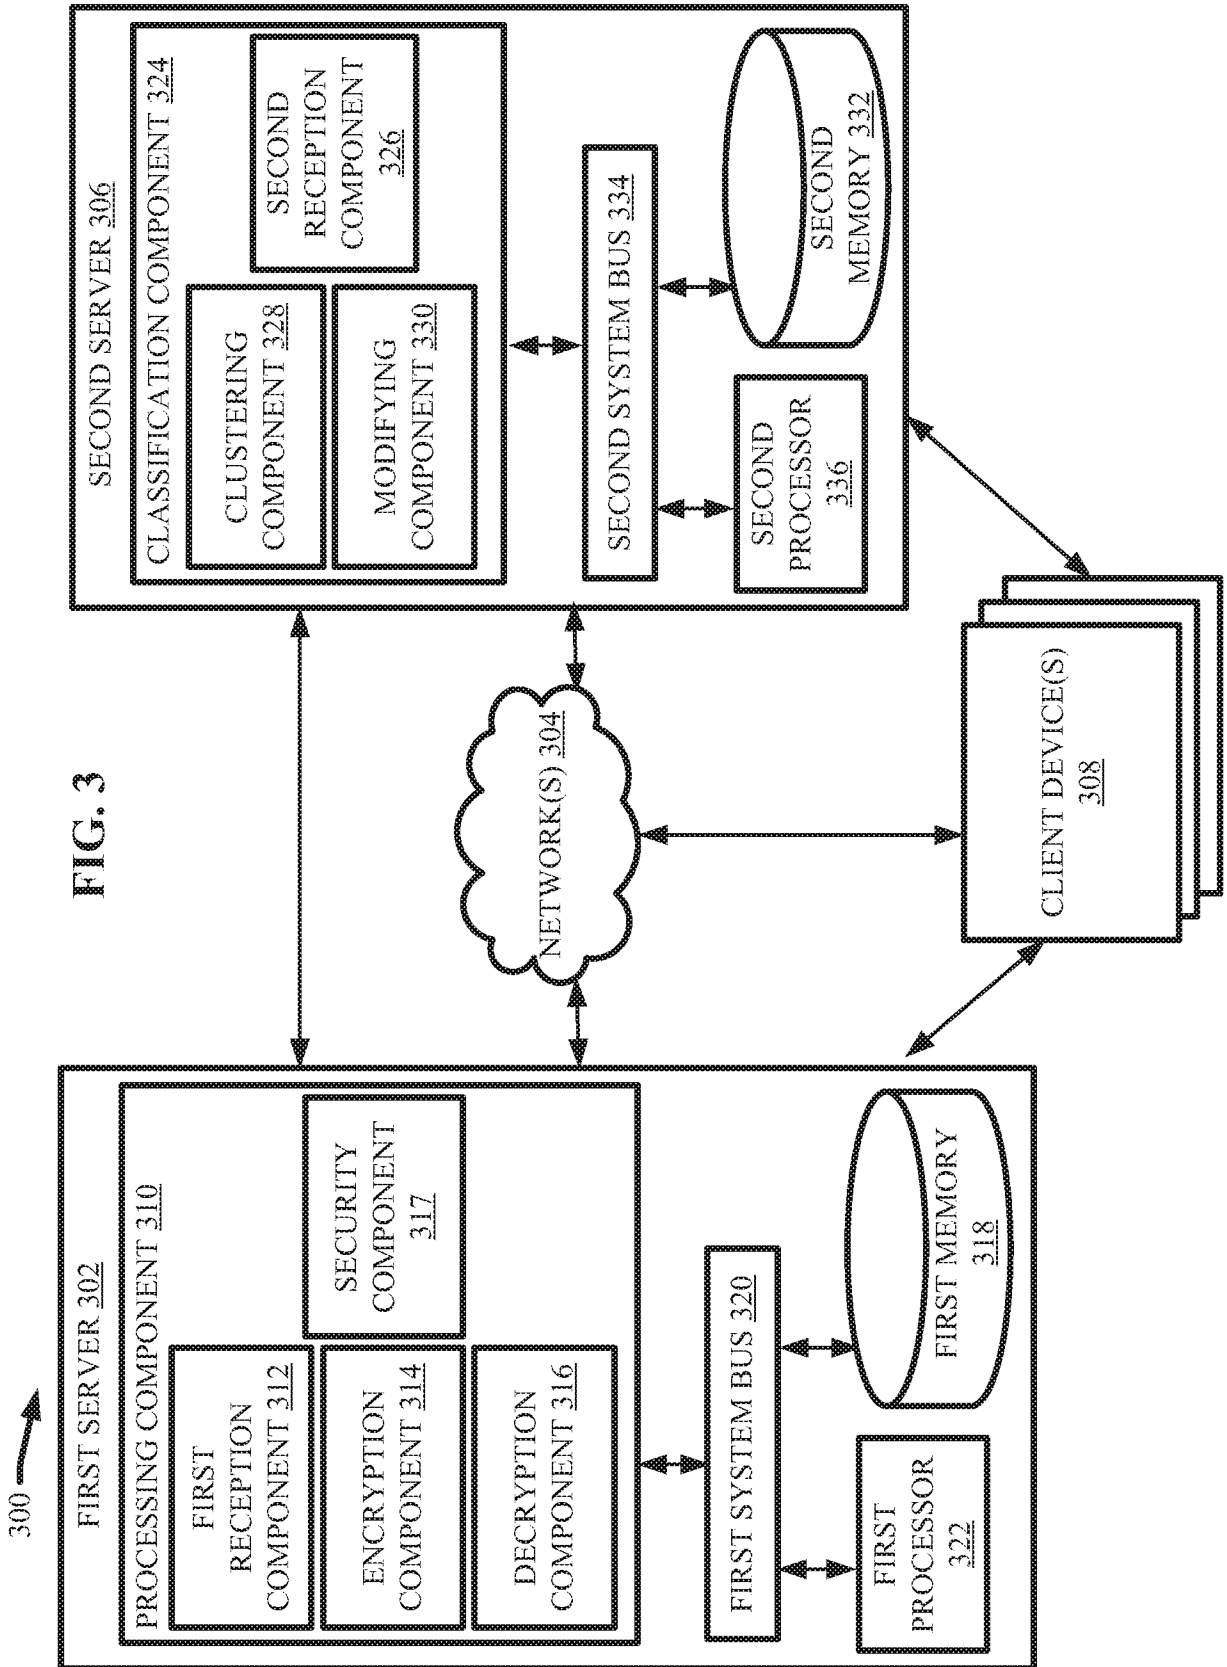 FIG. 3
300
FIRST SERVER 302
PROCESSING COMPONENT 310
FIRST
RECEPTION
COMPONENT 312
ENCRYPTION
COMPONENT 314
DECRYPTION
COMPONENT 316
SECURITY
COMPONENT
317
FIRST SYSTEM BUS 320
FIRST
PROCESSOR
322
FIRST MEMORY
318
NETWORK(S) 304
CLIENT DEVICE(S)
308
SECOND SERVER 306
CLASSIFICATION COMPONENT 324
CLUSTERING
COMPONENT 328
MODIFYING
COMPONENT 330
SECOND
RECEPTION
COMPONENT
326
SECOND SYSTEM BUS 334
SECOND
PROCESSOR
336
SECOND
MEMORY 332